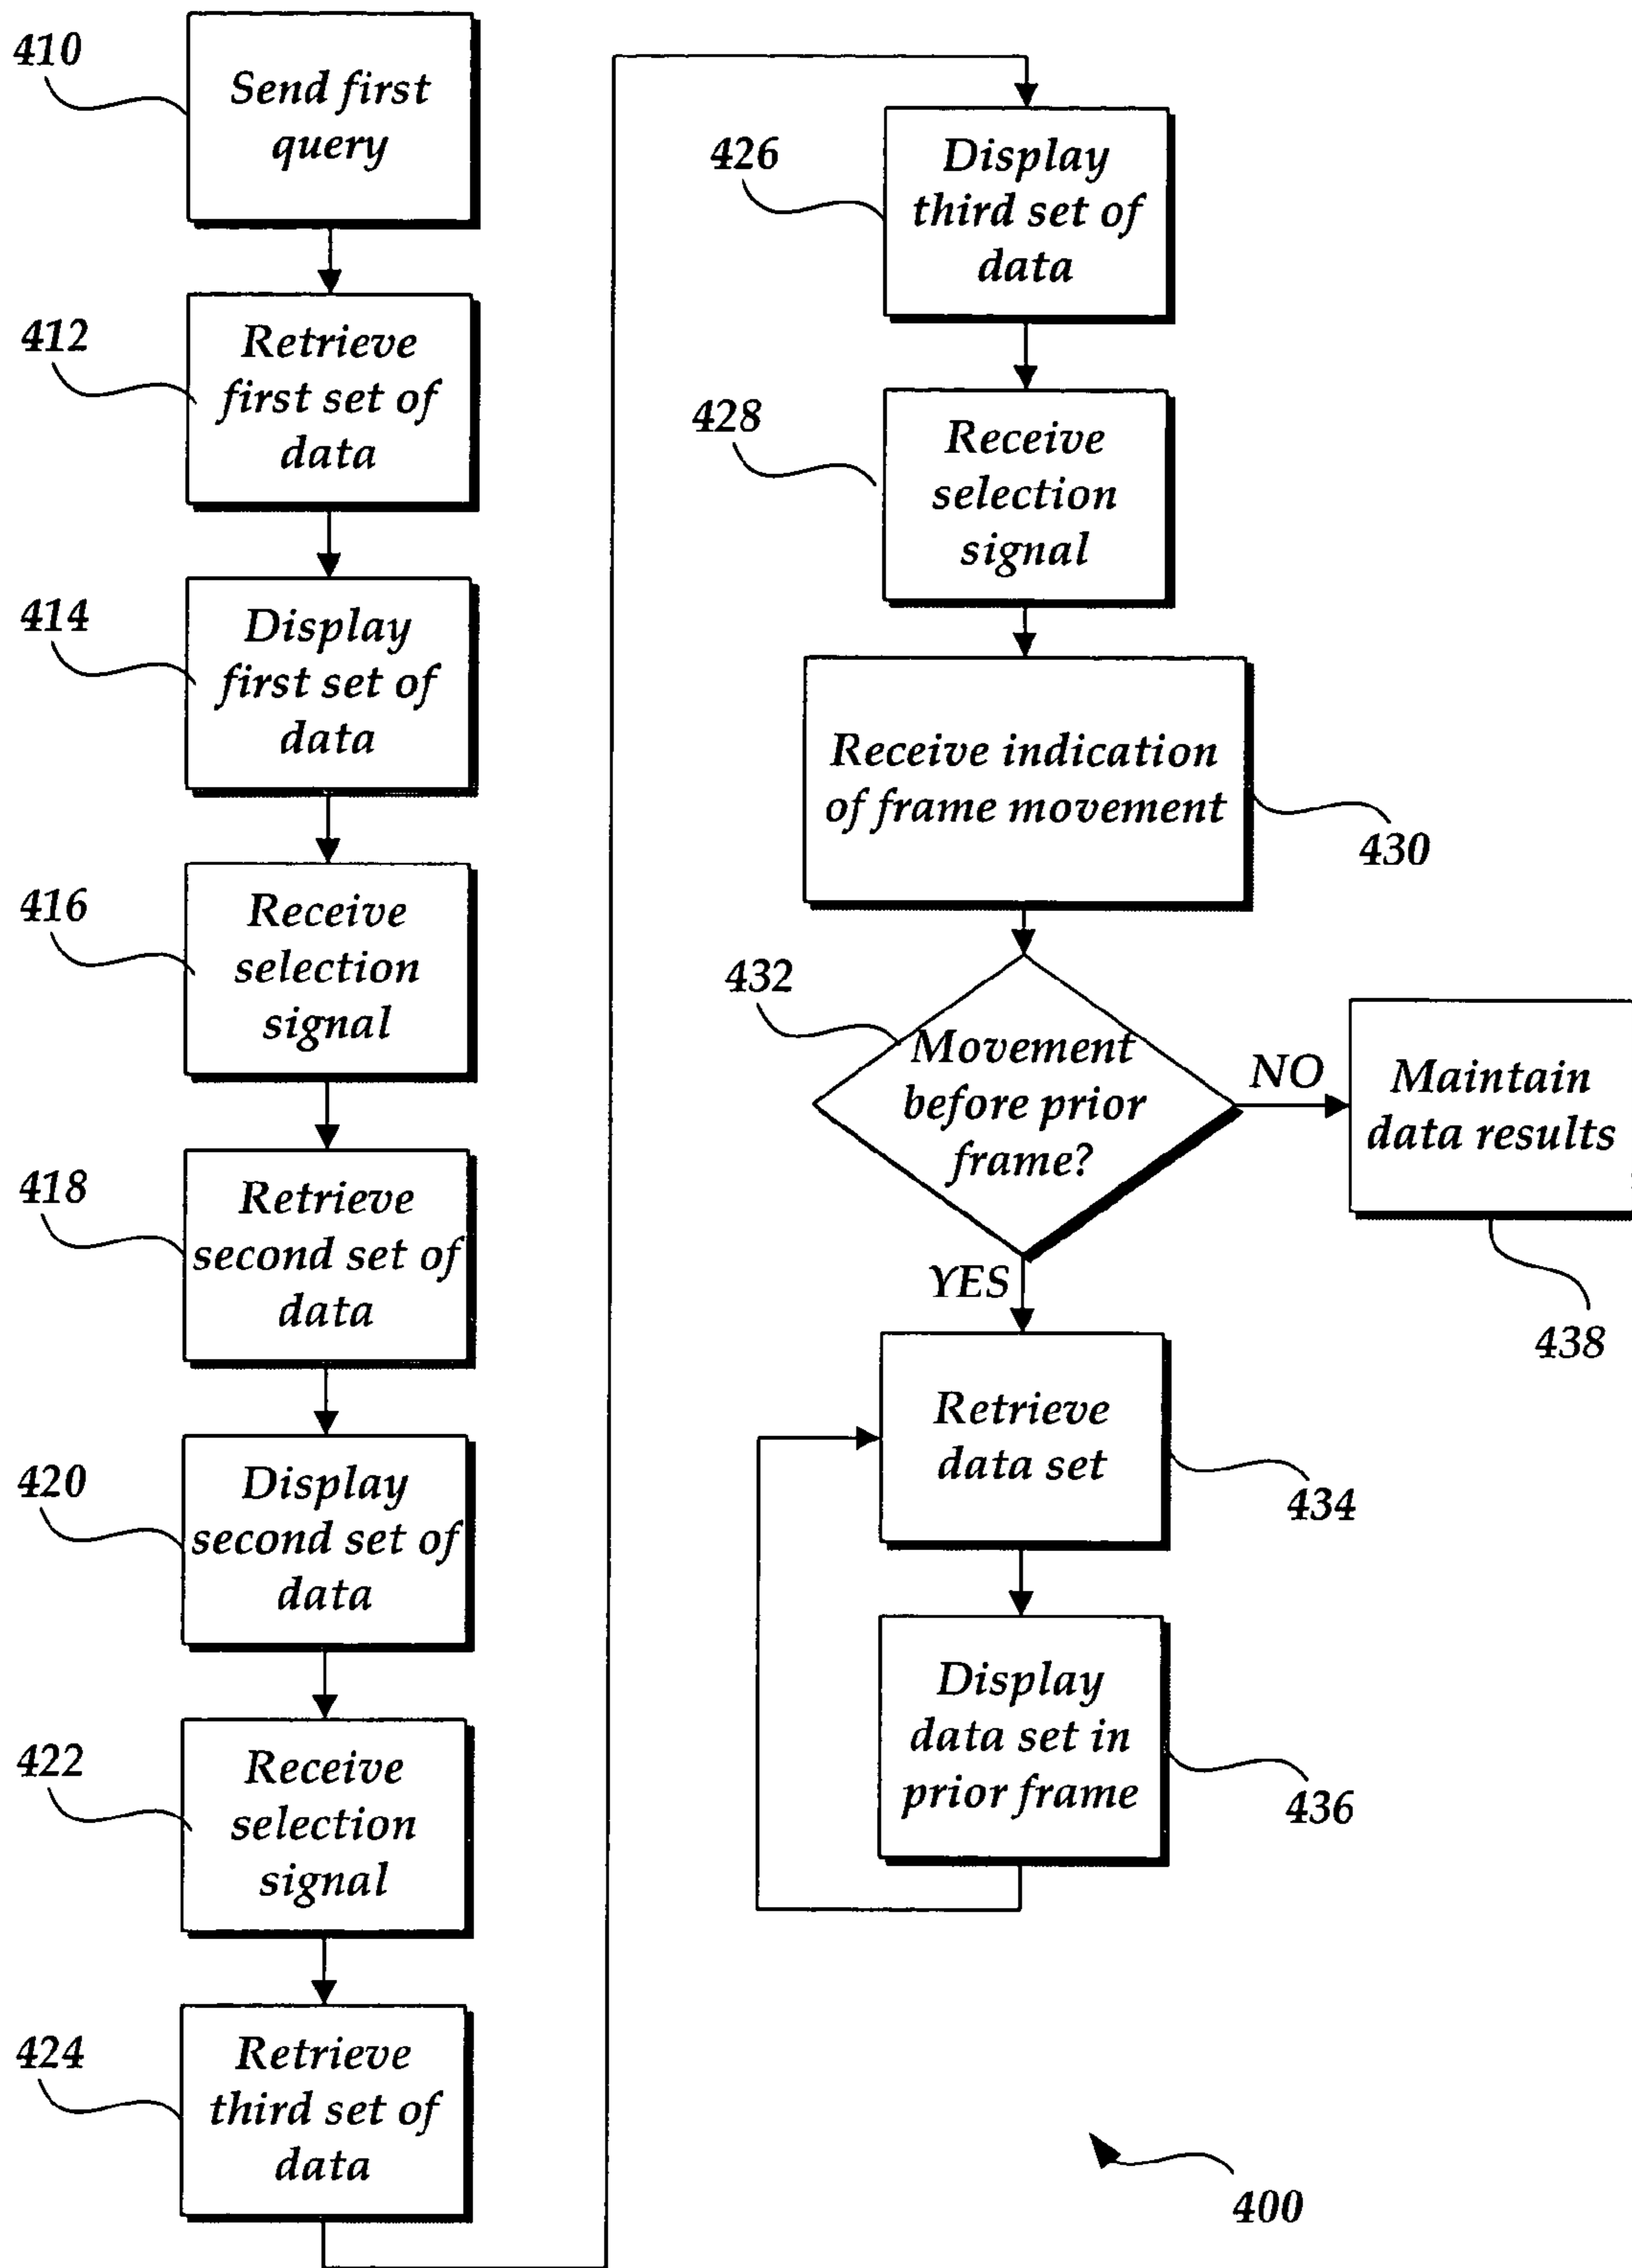 410
Send first
query
412
Retrieve
first set of
data
414
Display
first set of
data
416
Receive
selection
signal
418
Retrieve
second set of
data
420
Display
second set of
data
422
Receive
selection
signal
424
Retrieve
third set of
data
426
Display
third set of
data
428
Receive
selection
signal
Receive indication
of frame movement
430
432
Movement
before prior
frame?
NO
Maintain
data results
438
YES
Retrieve
data set
434
Display
data set in
prior frame
436
400